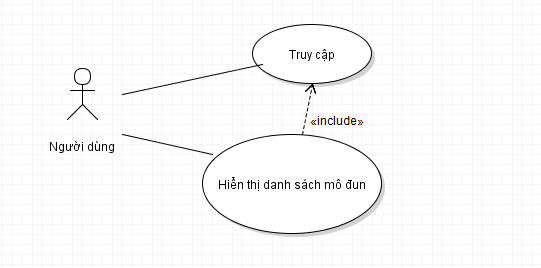 Truy cập
Người dùng
«include»
Hiển thị danh sách mô đun